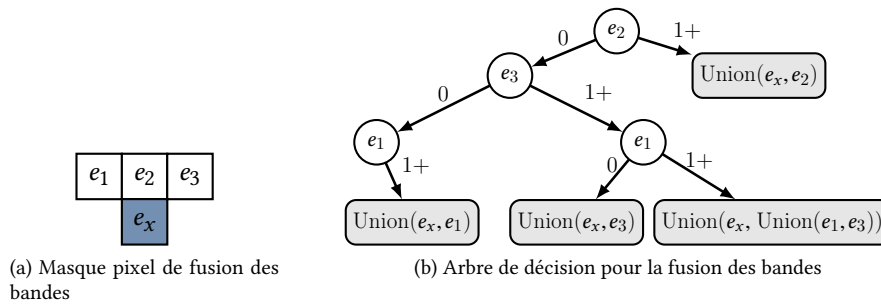 e₂
0
1+
e₃
Union(eₓ, e₂)
0
1+
e₁
e₁
1+
0
1+
e₁ e₂ e₃
eₓ
Union(eₓ, e₁)
Union(eₓ, e₃)
Union(eₓ, Union(e₁, e₃))
(a) Masque pixel de fusion des
bandes
(b) Arbre de décision pour la fusion des bandes